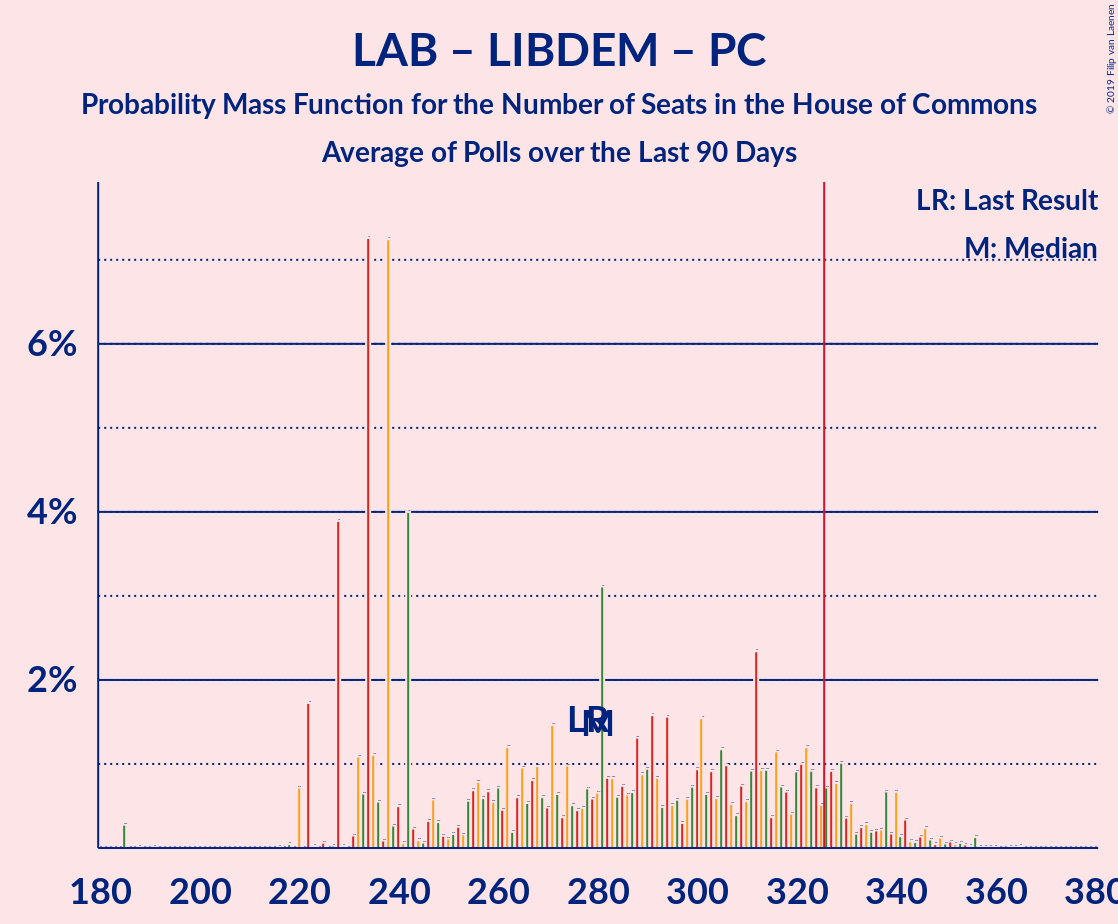 LAB – LIBDEM – PC
Probability Mass Function for the Number of Seats in the House of Commons
Average of Polls over the Last 90 Days
© 2019 Filip van Laenen
LR: Last Result
M: Median
6%
4%
2%
LR
M
180 200 220 240 260 280 300 320 340 360 380